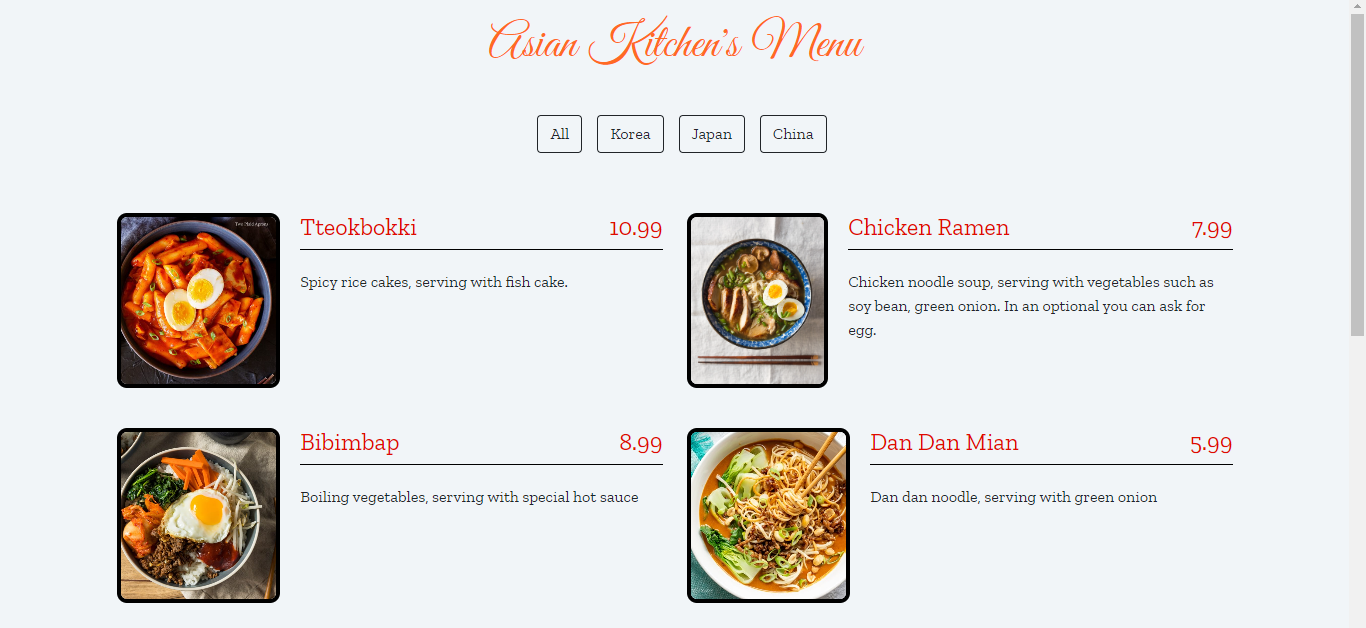 Asian Kitchen's Menu
All Korea Japan China
Tteokbokki 10.99
Spicy rice cakes, serving with fish cake.
Chicken Ramen 7.99
Chicken noodle soup, serving with vegetables such as
soy bean, green onion. In an optional you can ask for
egg.
Bibimbap 8.99
Boiling vegetables, serving with special hot sauce
Dan Dan Mian 5.99
Dan dan noodle, serving with green onion